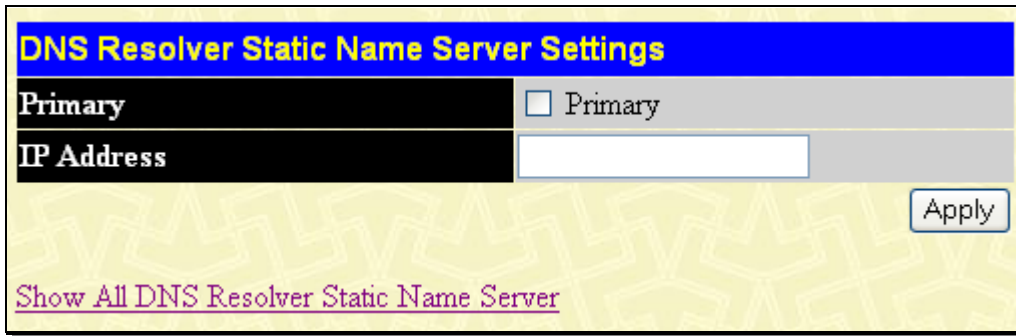 DNS Resolver Static Name Server Settings
Primary Primary
IP Address
Apply
Show All DNS Resolver Static Name Server